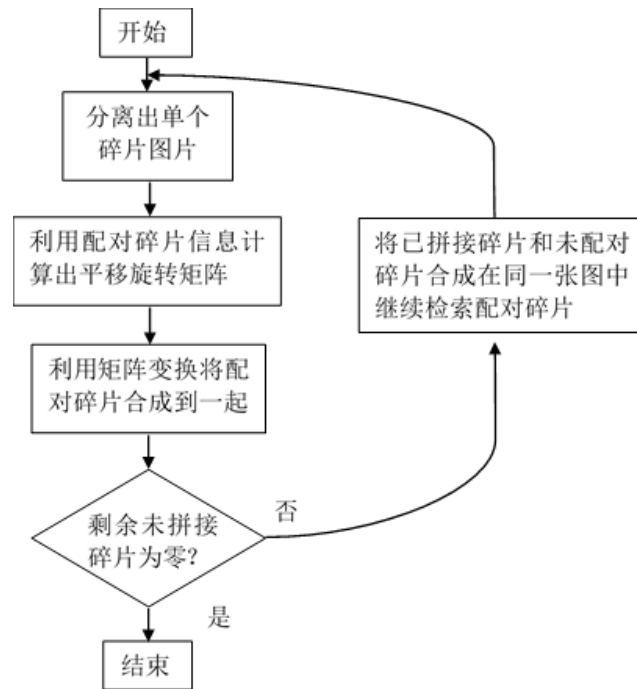 开始
分离出单个
碎片图片
利用配对碎片信息计
算出平移旋转矩阵
利用矩阵变换将配
对碎片合成到一起
剩余未拼接
碎片为零?
否
是
结束
将已拼接碎片和未配对
碎片合成在同一张图中
继续检索配对碎片